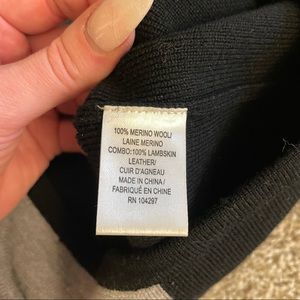 100% MERINO WOOL/
LAINE MERINO
COMBO:100% LAMBSKIN
LEATHER/
CUIR D'AGNEAU
MADE IN CHINA/
FABRIQUÉ EN CHINE
RN 104297